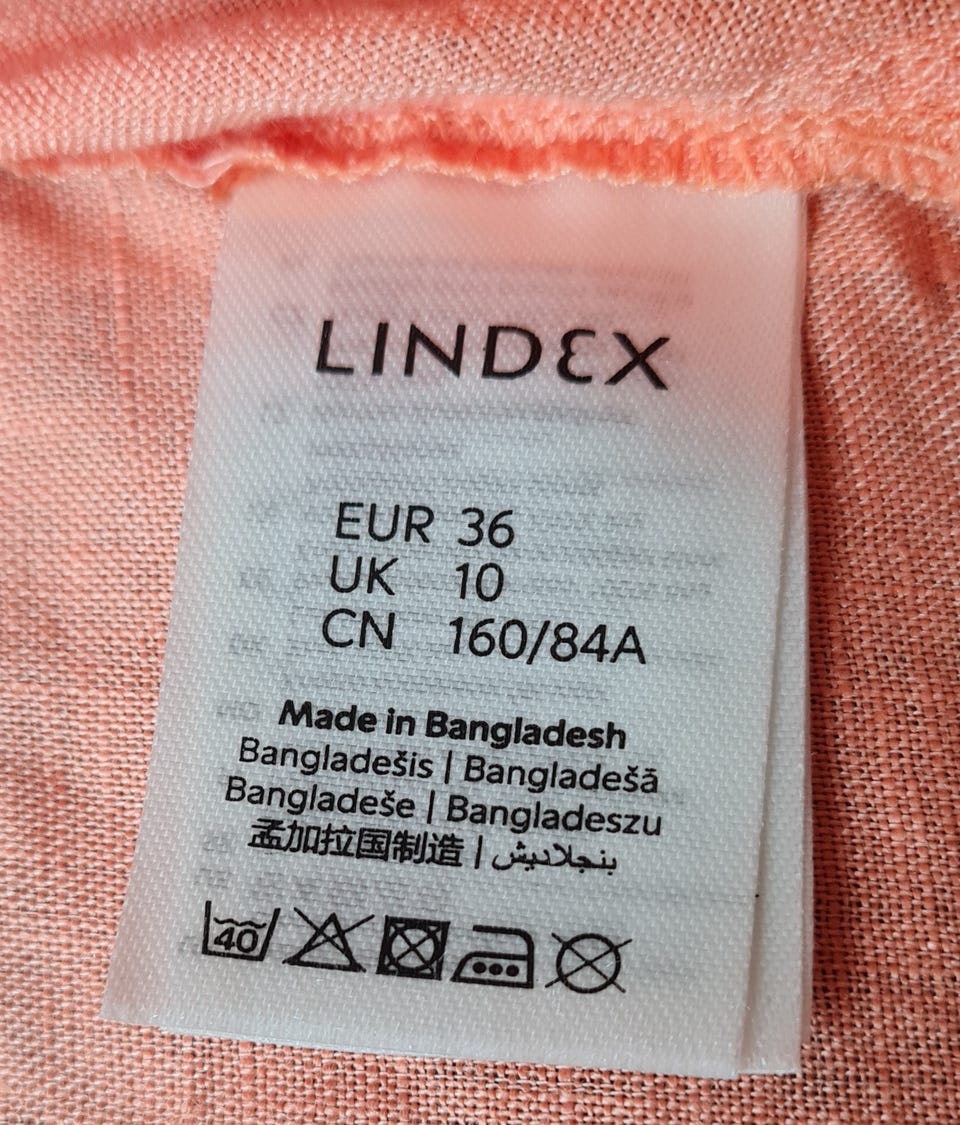 LINDEX
EUR 36
UK 10
CN 160/84A
Made in Bangladesh
Bangladešis | Bangladešā
Bangladeše | Bangladeszu
孟加拉国制造 | بنجلاديش
40